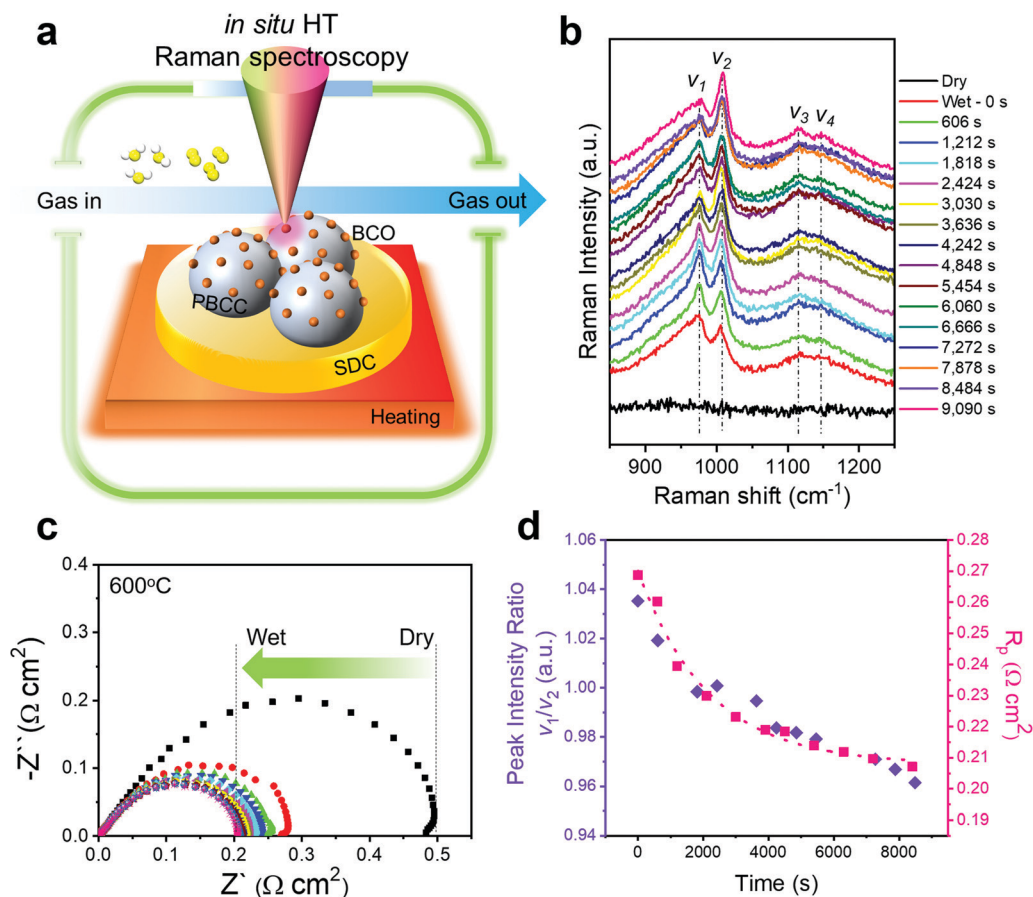 a
in situ HT
Raman spectroscopy
Gas in
Gas out
BCO
PBCC
SDC
Heating
b
v1
v2
v3
v4
Raman Intensity (a.u.)
900
1000
1100
1200
Raman shift (cm-1)
Dry
Wet - 0 s
606 s
1,212 s
1,818 s
2,424 s
3,030 s
3,636 s
4,242 s
4,848 s
5,454 s
6,060 s
6,666 s
7,272 s
7,878 s
8,484 s
9,090 s
c
600oC
Wet
Dry
-Z`` (Ω cm2)
0.4
0.3
0.2
0.1
0.0
0.0
0.1
0.2
0.3
0.4
0.5
Z` (Ω cm2)
d
Peak Intensity Ratio
v1/v2 (a.u.)
1.06
1.04
1.02
1.00
0.98
0.96
0.94
0
2000
4000
6000
8000
Time (s)
0.28
0.27
0.26
0.25
0.24
0.23
0.22
0.21
0.20
0.19
Rp (Ω cm2)